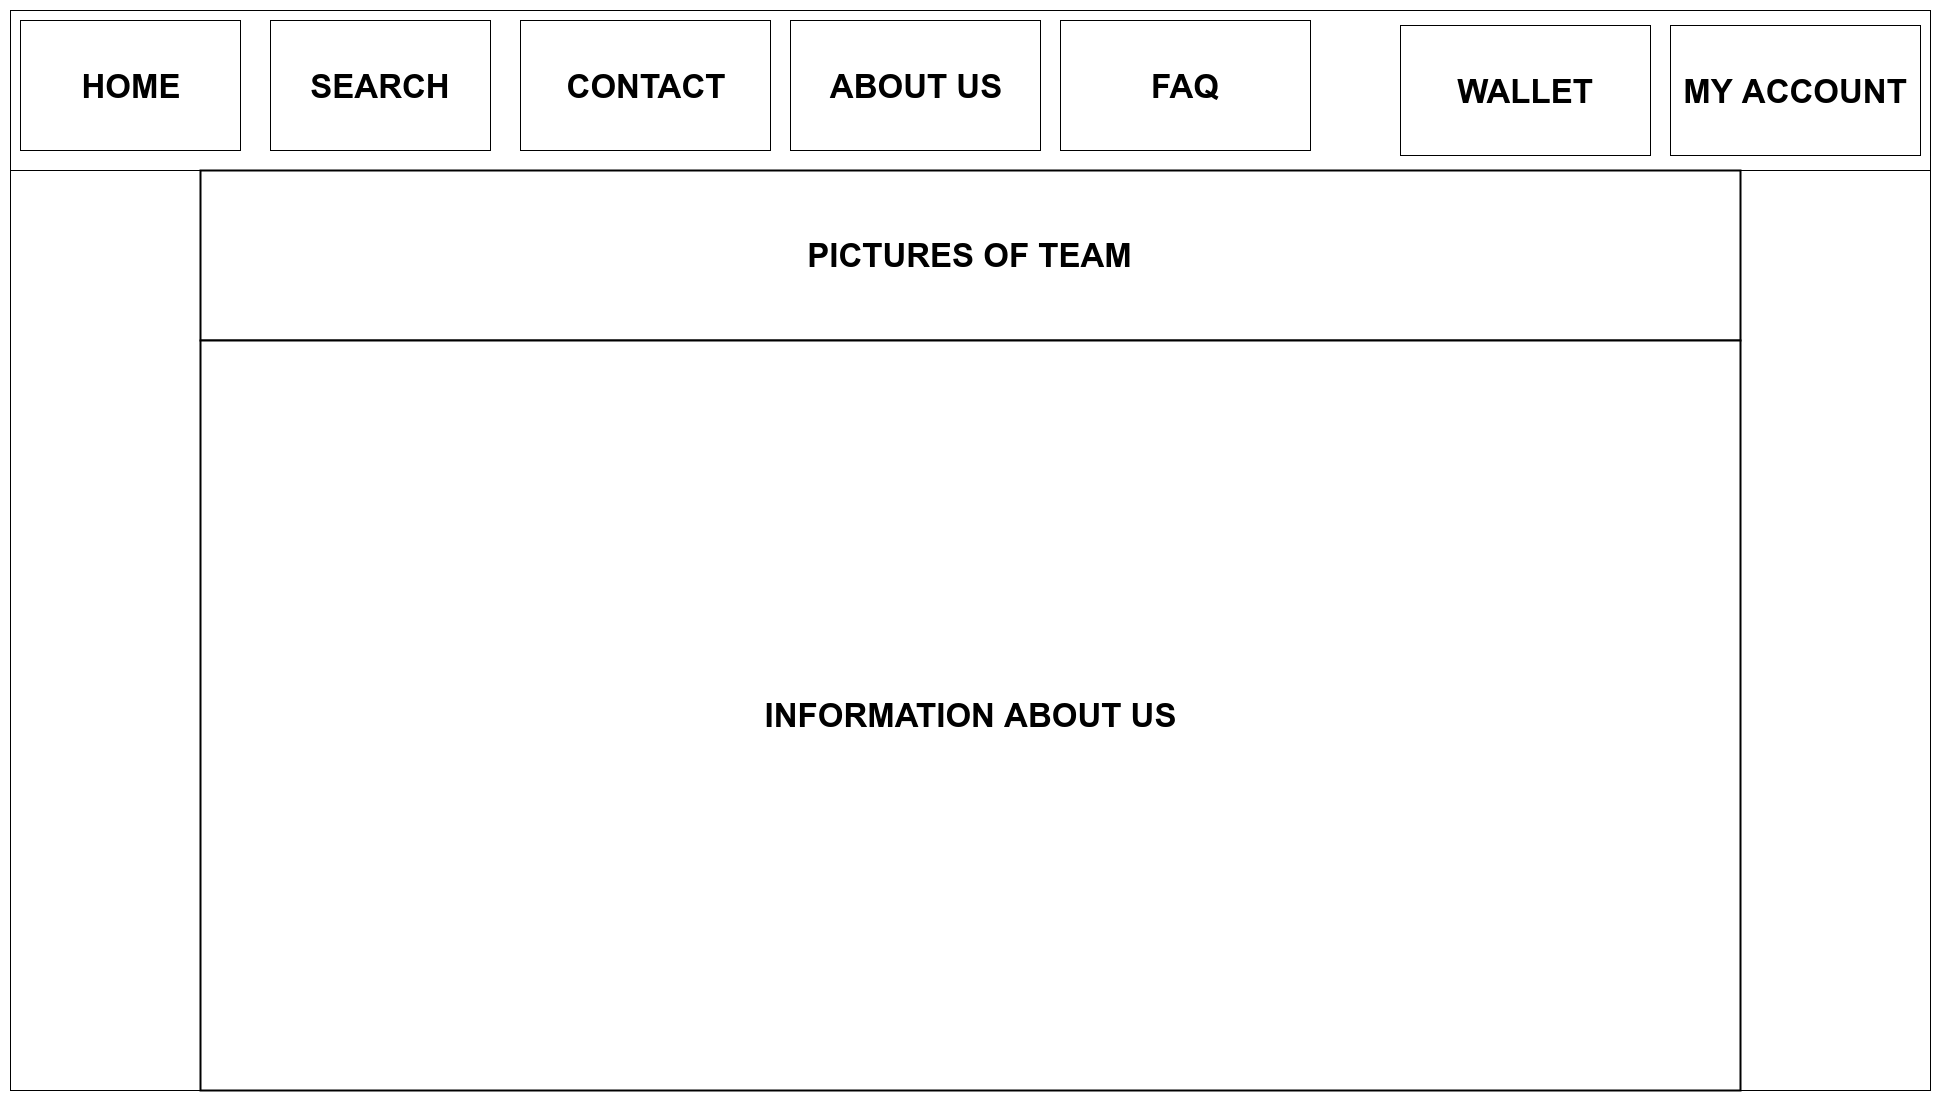 HOME
SEARCH
CONTACT
ABOUT US
FAQ
WALLET
MY ACCOUNT
PICTURES OF TEAM
INFORMATION ABOUT US